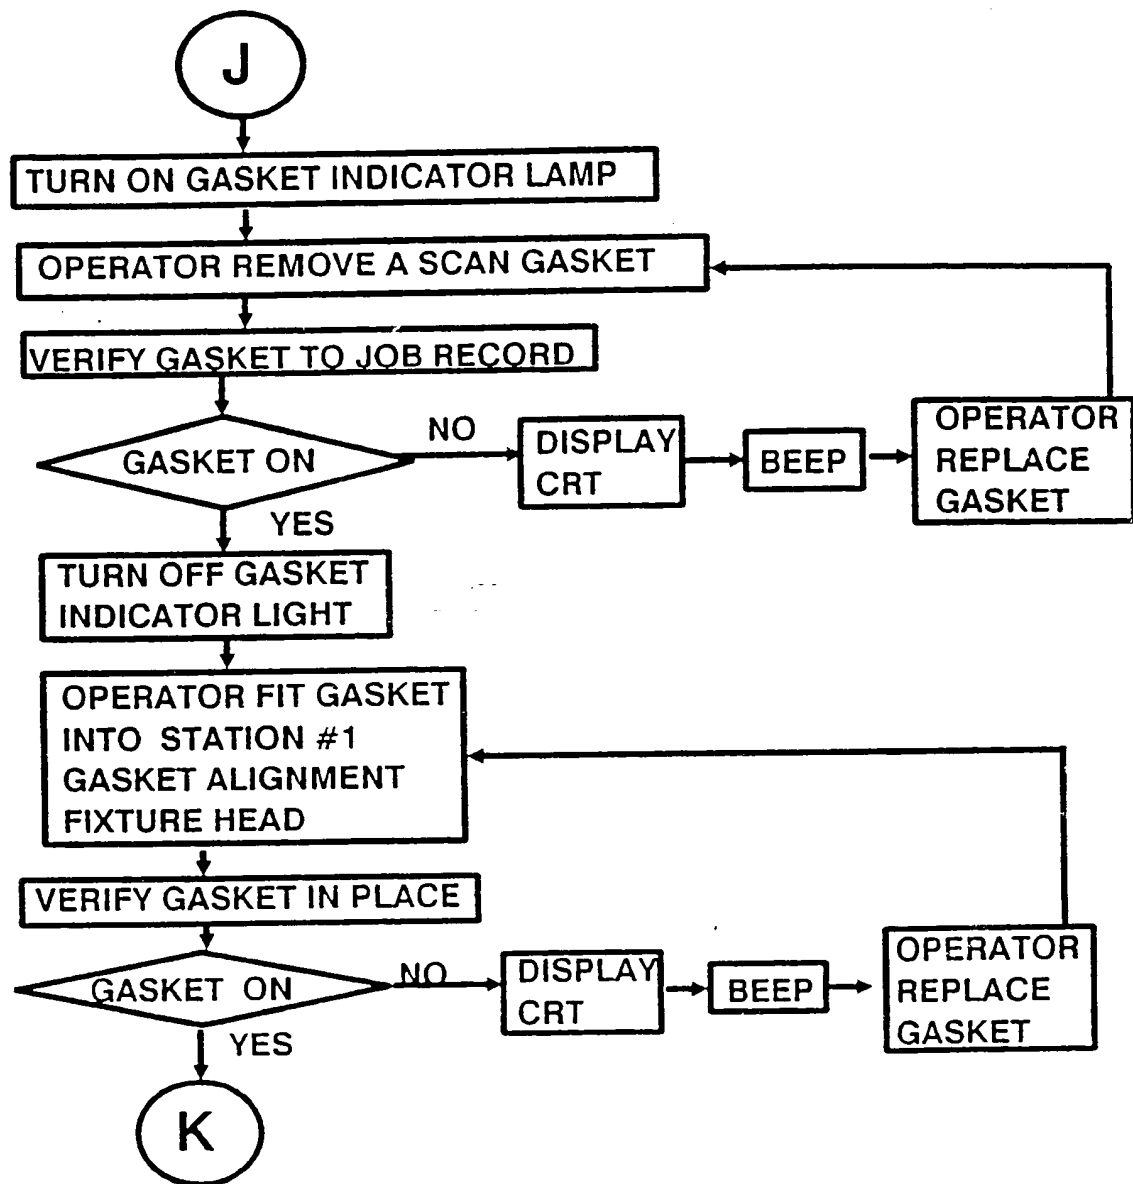 J
TURN ON GASKET INDICATOR LAMP
OPERATOR REMOVE A SCAN GASKET
VERIFY GASKET TO JOB RECORD
GASKET ON
NO
DISPLAY
CRT
BEEP
OPERATOR
REPLACE
GASKET
YES
TURN OFF GASKET
INDICATOR LIGHT
OPERATOR FIT GASKET
INTO STATION #1
GASKET ALIGNMENT
FIXTURE HEAD
VERIFY GASKET IN PLACE
GASKET ON
NO
DISPLAY
CRT
BEEP
OPERATOR
REPLACE
GASKET
YES
K